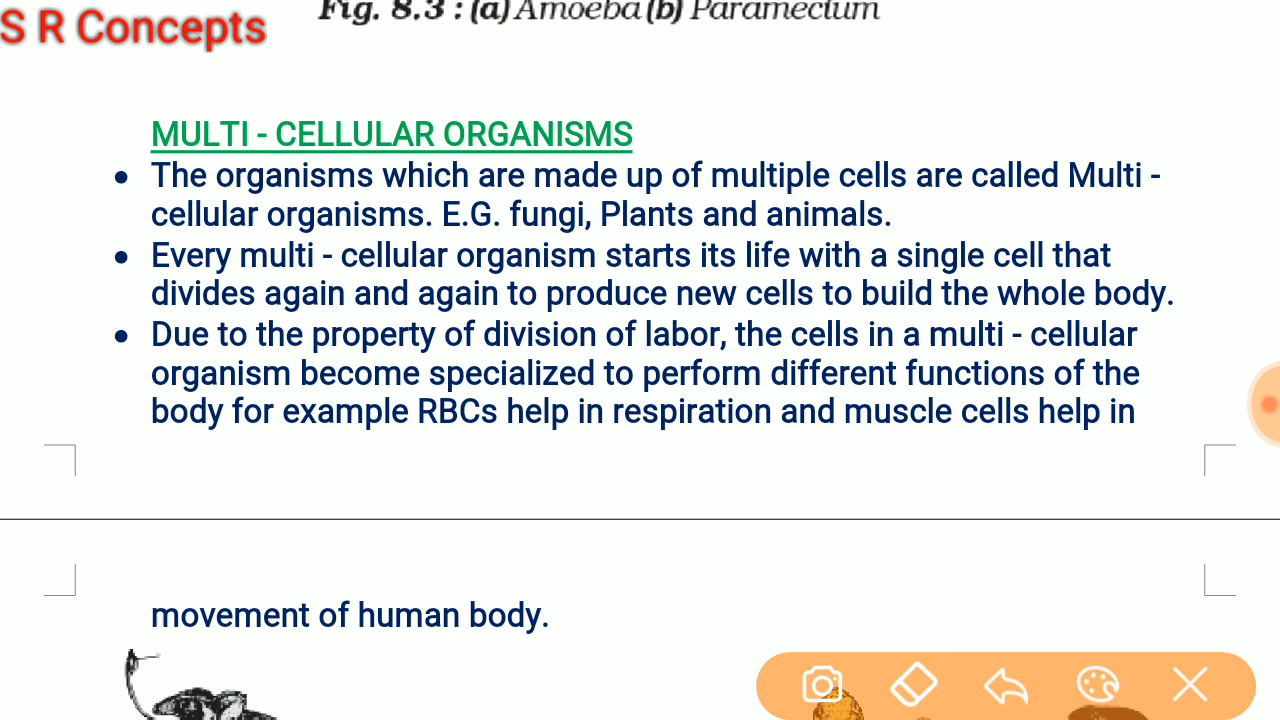 Fig. 8.3 : (a) Amoeba (b) Paramecium
S R Concepts
MULTI - CELLULAR ORGANISMS
• The organisms which are made up of multiple cells are called Multi -
cellular organisms. E.G. fungi, Plants and animals.
• Every multi - cellular organism starts its life with a single cell that
divides again and again to produce new cells to build the whole body.
• Due to the property of division of labor, the cells in a multi - cellular
organism become specialized to perform different functions of the
body for example RBCs help in respiration and muscle cells help in
movement of human body.